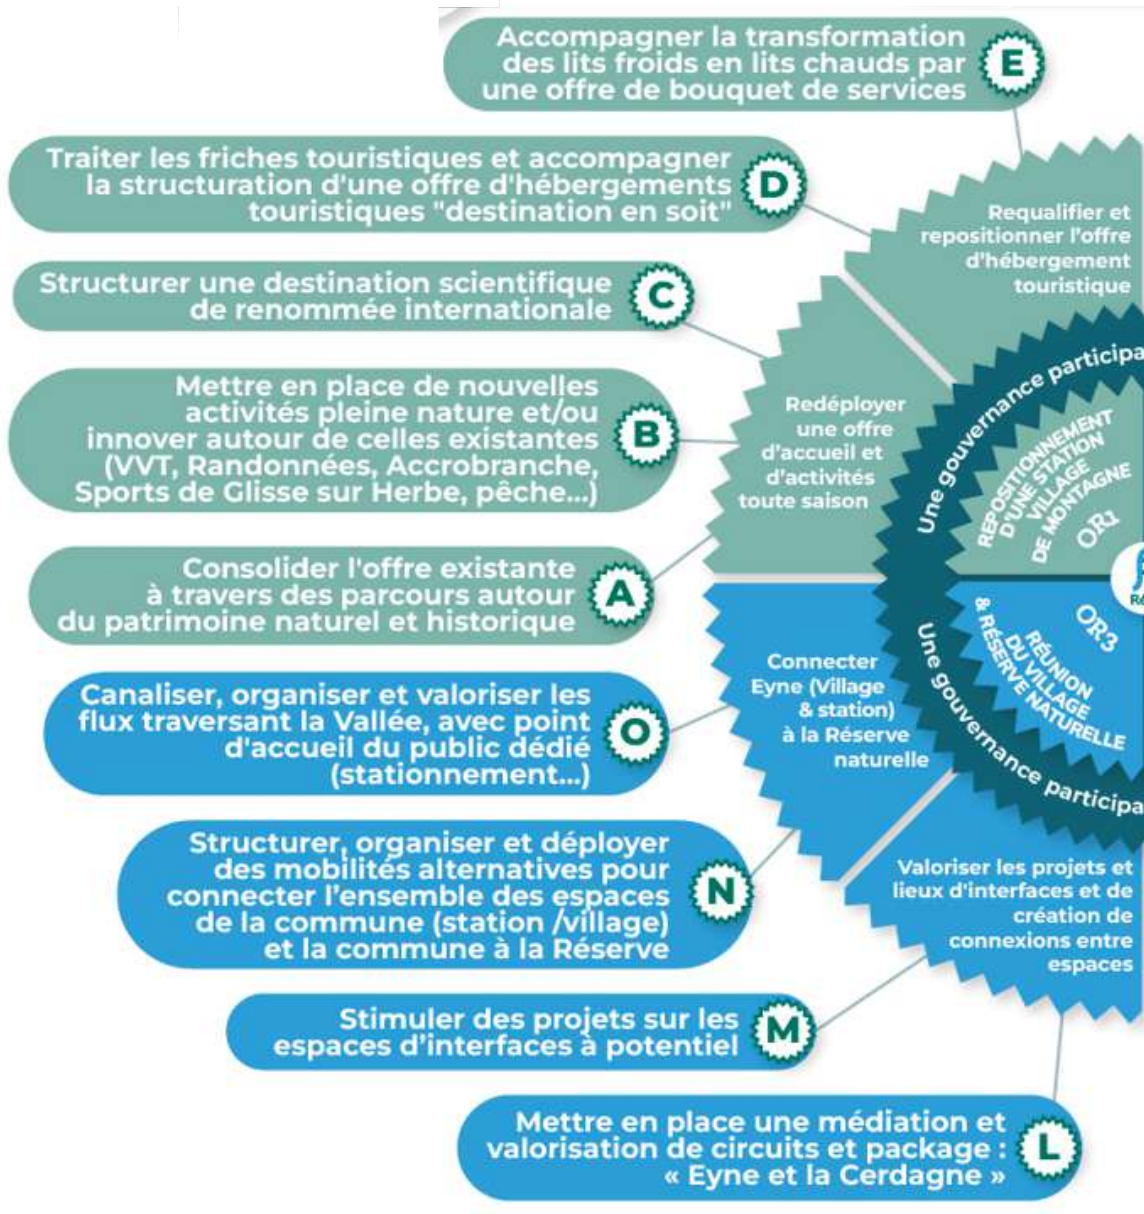 Accompagner la transformation
des lits froids en lits chauds par
une offre de bouquet de services
E
Traiter les friches touristiques et accompagner
la structuration d'une offre d'hébergements
touristiques "destination en soit"
D
Requalifier et
repositionner l'offre
d'hébergement
touristique
Structurer une destination scientifique
de renommée internationale
C
Mettre en place de nouvelles
activités pleine nature et/ou
innover autour de celles existantes
(VVT, Randonnées, Accrobranche,
Sports de Glisse sur Herbe, pêche...)
B
Redéployer
une offre
d'accueil et
d'activités
toute saison
Une gouvernance participa
REPOSITIONNEMENT
D'UNE STATION
VILLAGE
DE MONTAGNE
OR1
Consolider l'offre existante
à travers des parcours autour
du patrimoine naturel et historique
A
Canaliser, organiser et valoriser les
flux traversant la Vallée, avec point
d'accueil du public dédié
(stationnement...)
O
Connecter
Eyne (Village
& station)
à la Réserve
naturelle
OR3
RÉUNION
DU VILLAGE
& RÉSERVE NATURELLE
Une gouvernance participa
Structurer, organiser et déployer
des mobilités alternatives pour
connecter l'ensemble des espaces
de la commune (station /village)
et la commune à la Réserve
N
Valoriser les projets et
lieux d'interfaces et de
création de
connexions entre
espaces
Stimuler des projets sur les
espaces d'interfaces à potentiel
M
Mettre en place une médiation et
valorisation de circuits et package :
« Eyne et la Cerdagne »
L